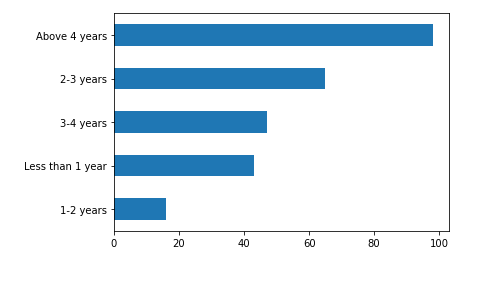 Above 4 years
2-3 years
3-4 years
Less than 1 year
1-2 years
0 20 40 60 80 100